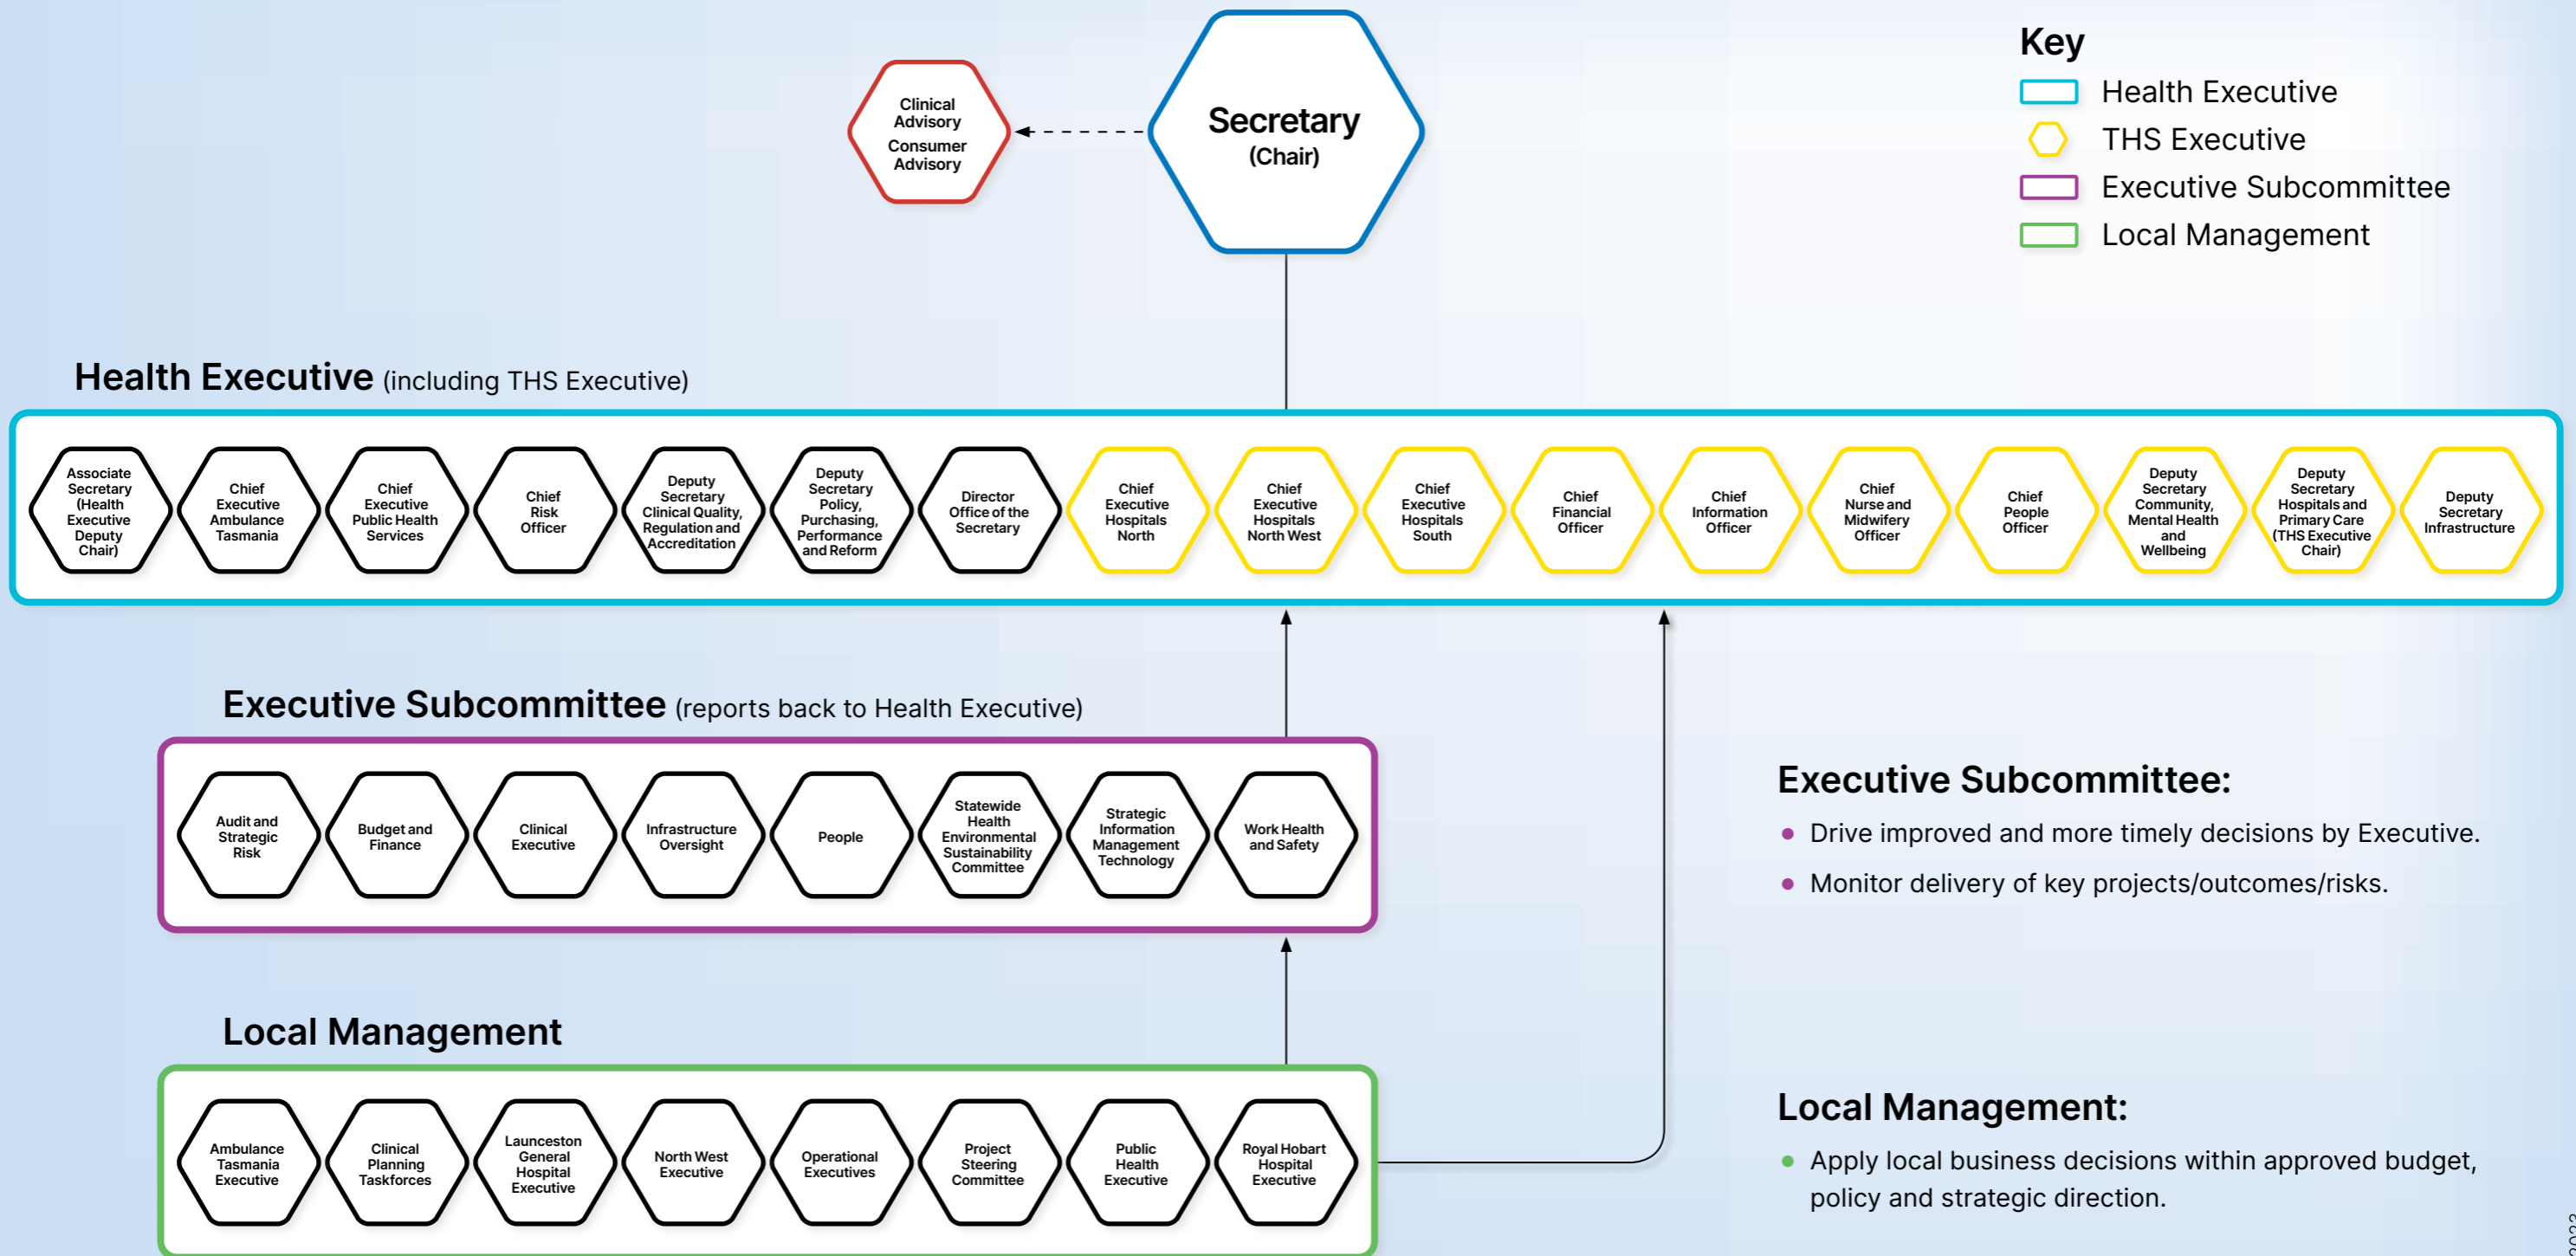 Clinical
Advisory
Consumer
Advisory
Secretary
(Chair)
Key
Health Executive
THS Executive
Executive Subcommittee
Local Management
Health Executive (including THS Executive)
Associate
Secretary
(Health
Executive
Deputy
Chair)
Chief
Executive
Ambulance
Tasmania
Chief
Executive
Public Health
Services
Chief
Risk
Officer
Deputy
Secretary
Clinical Quality,
Regulation and
Accreditation
Deputy
Secretary
Policy,
Purchasing,
Performance
and Reform
Director
Office of the
Secretary
Chief
Executive
Hospitals
North
Chief
Executive
Hospitals
North West
Chief
Executive
Hospitals
South
Chief
Financial
Officer
Chief
Information
Officer
Chief
Nurse and
Midwifery
Officer
Chief
People
Officer
Deputy
Secretary
Community,
Mental Health
and
Wellbeing
Deputy
Secretary
Hospitals and
Primary Care
(THS Executive
Chair)
Deputy
Secretary
Infrastructure
Executive Subcommittee (reports back to Health Executive)
Audit and
Strategic
Risk
Budget and
Finance
Clinical
Executive
Infrastructure
Oversight
People
Statewide
Health
Environmental
Sustainability
Committee
Strategic
Information
Management
Technology
Work Health
and Safety
Executive Subcommittee:
• Drive improved and more timely decisions by Executive.
• Monitor delivery of key projects/outcomes/risks.
Local Management
Ambulance
Tasmania
Executive
Clinical
Planning
Taskforces
Launceston
General
Hospital
Executive
North West
Executive
Operational
Executives
Project
Steering
Committee
Public
Health
Executive
Royal Hobart
Hospital
Executive
Local Management:
• Apply local business decisions within approved budget,
policy and strategic direction.